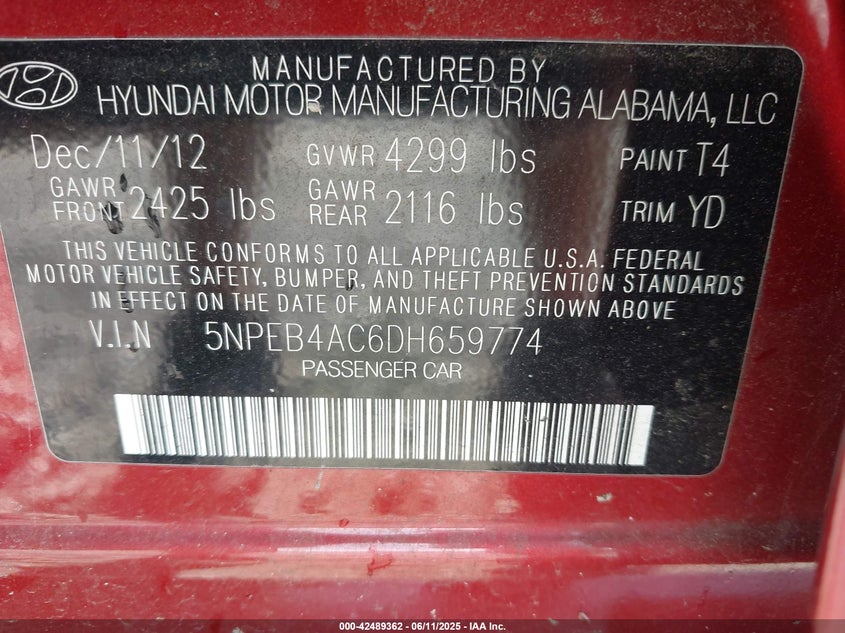 MANUFACTURED BY
HYUNDAI MOTOR MANUFACTURING ALABAMA, LLC
Dec/11/12 GVWR 4299 lbs PAINT T4
GAWR FRONT 2425 lbs GAWR REAR 2116 lbs TRIM YD
THIS VEHICLE CONFORMS TO ALL APPLICABLE U.S.A. FEDERAL
MOTOR VEHICLE SAFETY, BUMPER, AND THEFT PREVENTION STANDARDS
IN EFFECT ON THE DATE OF MANUFACTURE SHOWN ABOVE
V.I.N 5NPEB4AC6DH659774
PASSENGER CAR
000-42489362 - 06/11/2025 - IAA Inc.